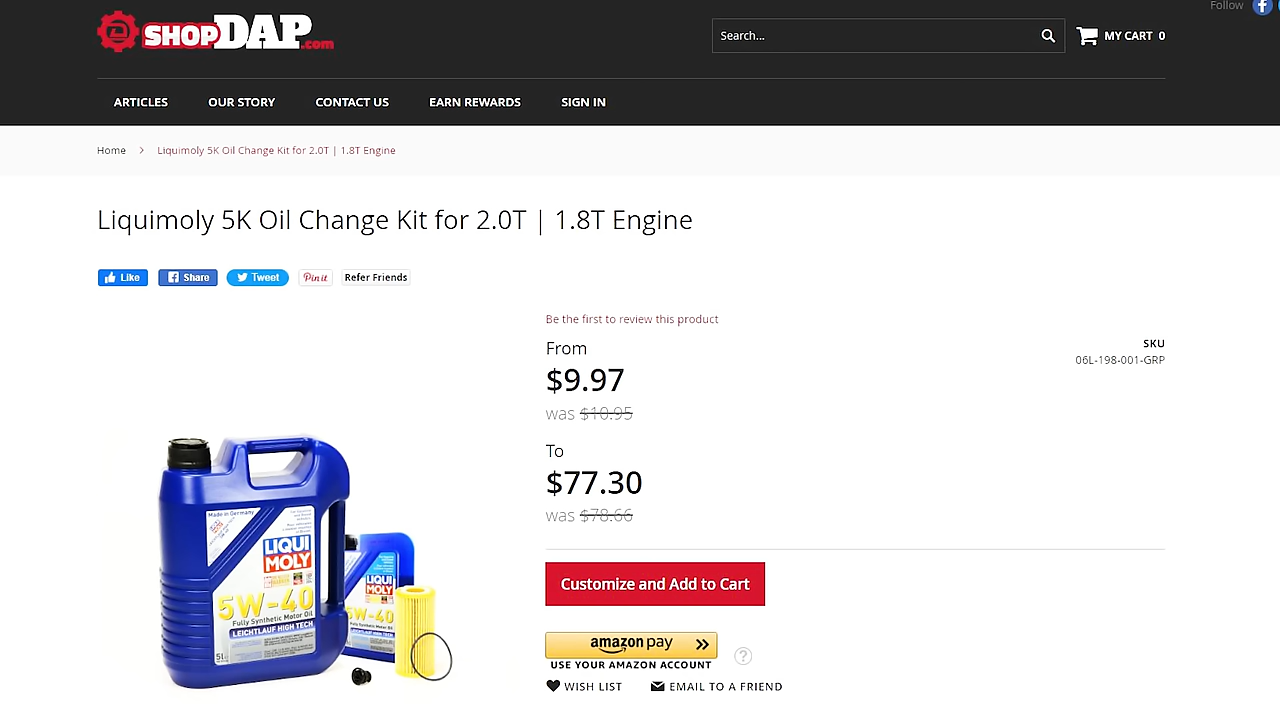 Follow
SHOPDAP.com
Search...
MY CART 0
ARTICLES OUR STORY CONTACT US EARN REWARDS SIGN IN
Home > Liquimoly 5K Oil Change Kit for 2.0T | 1.8T Engine
Liquimoly 5K Oil Change Kit for 2.0T | 1.8T Engine
Like Share Tweet Pin it Refer Friends
Be the first to review this product
SKU
06L-198-001-GRP
From
$9.97
was $10.95
To
$77.30
was $78.66
Customize and Add to Cart
amazon pay
USE YOUR AMAZON ACCOUNT
?
WISH LIST EMAIL TO A FRIEND
Made in Germany
LIQUI
MOLY
5W-40
Fully Synthetic Motor Oil
LEICHTLAUF HIGH TECH
5L
LIQUI
MOLY
5W-40